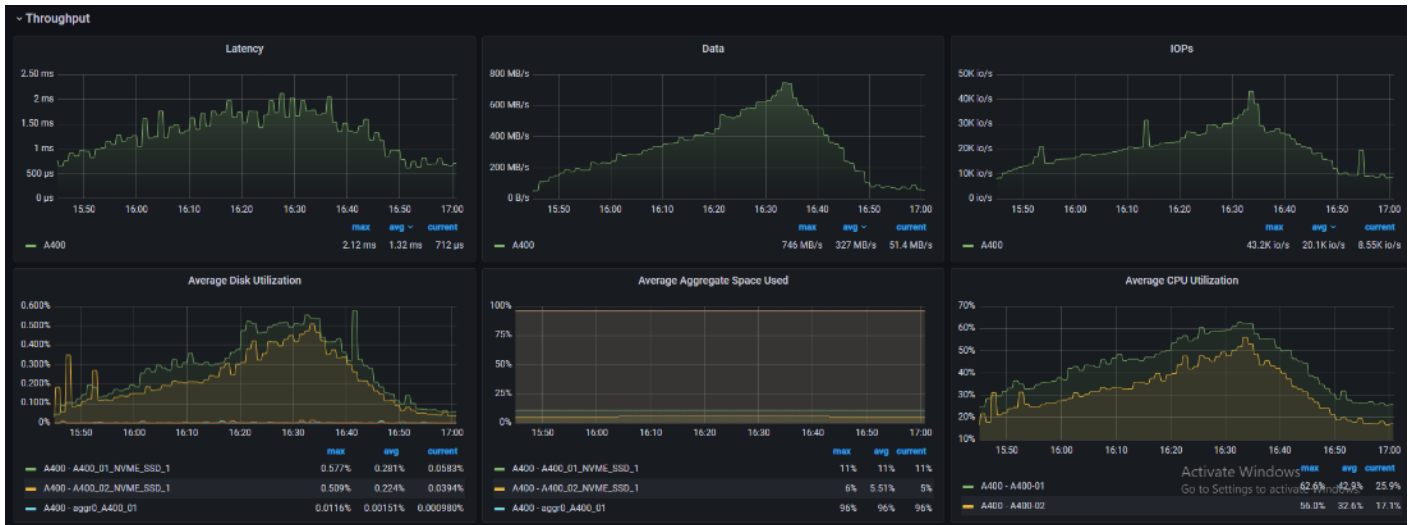 Throughput
Latency
2.50 ms
2 ms
1.50 ms
1 ms
500 µs
0 µs
15:50 16:00 16:10 16:20 16:30 16:40 16:50 17:00
max avg current
A400 2.12 ms 1.32 ms 712 µs
Data
800 MB/s
600 MB/s
400 MB/s
200 MB/s
0 B/s
15:50 16:00 16:10 16:20 16:30 16:40 16:50 17:00
max avg current
A400 746 MB/s 327 MB/s 51.4 MB/s
IOPs
50K io/s
40K io/s
30K io/s
20K io/s
10K io/s
0 io/s
15:50 16:00 16:10 16:20 16:30 16:40 16:50 17:00
max avg current
A400 43.2K io/s 20.1K io/s 8.55K io/s
Average Disk Utilization
0.600%
0.500%
0.400%
0.300%
0.200%
0.100%
0%
15:50 16:00 16:10 16:20 16:30 16:40 16:50 17:00
max avg current
A400 - A400_01_NVME_SSD_1 0.577% 0.281% 0.0583%
A400 - A400_02_NVME_SSD_1 0.509% 0.224% 0.0394%
A400 - aggr0_A400_01 0.0116% 0.00151% 0.000980%
Average Aggregate Space Used
100%
75%
50%
25%
0%
15:50 16:00 16:10 16:20 16:30 16:40 16:50 17:00
max avg current
A400 - A400_01_NVME_SSD_1 11% 11% 11%
A400 - A400_02_NVME_SSD_1 6% 5.51% 5%
A400 - aggr0_A400_01 96% 96% 96%
Average CPU Utilization
70%
60%
50%
40%
30%
20%
10%
15:50 16:00 16:10 16:20 16:30 16:40 16:50 17:00
max avg current
A400 - A400-01 62.6% 42.9% 25.9%
A400 - A400-02 56.0% 32.6% 17.1%
Activate Windows
Go to Settings to activate Windows.